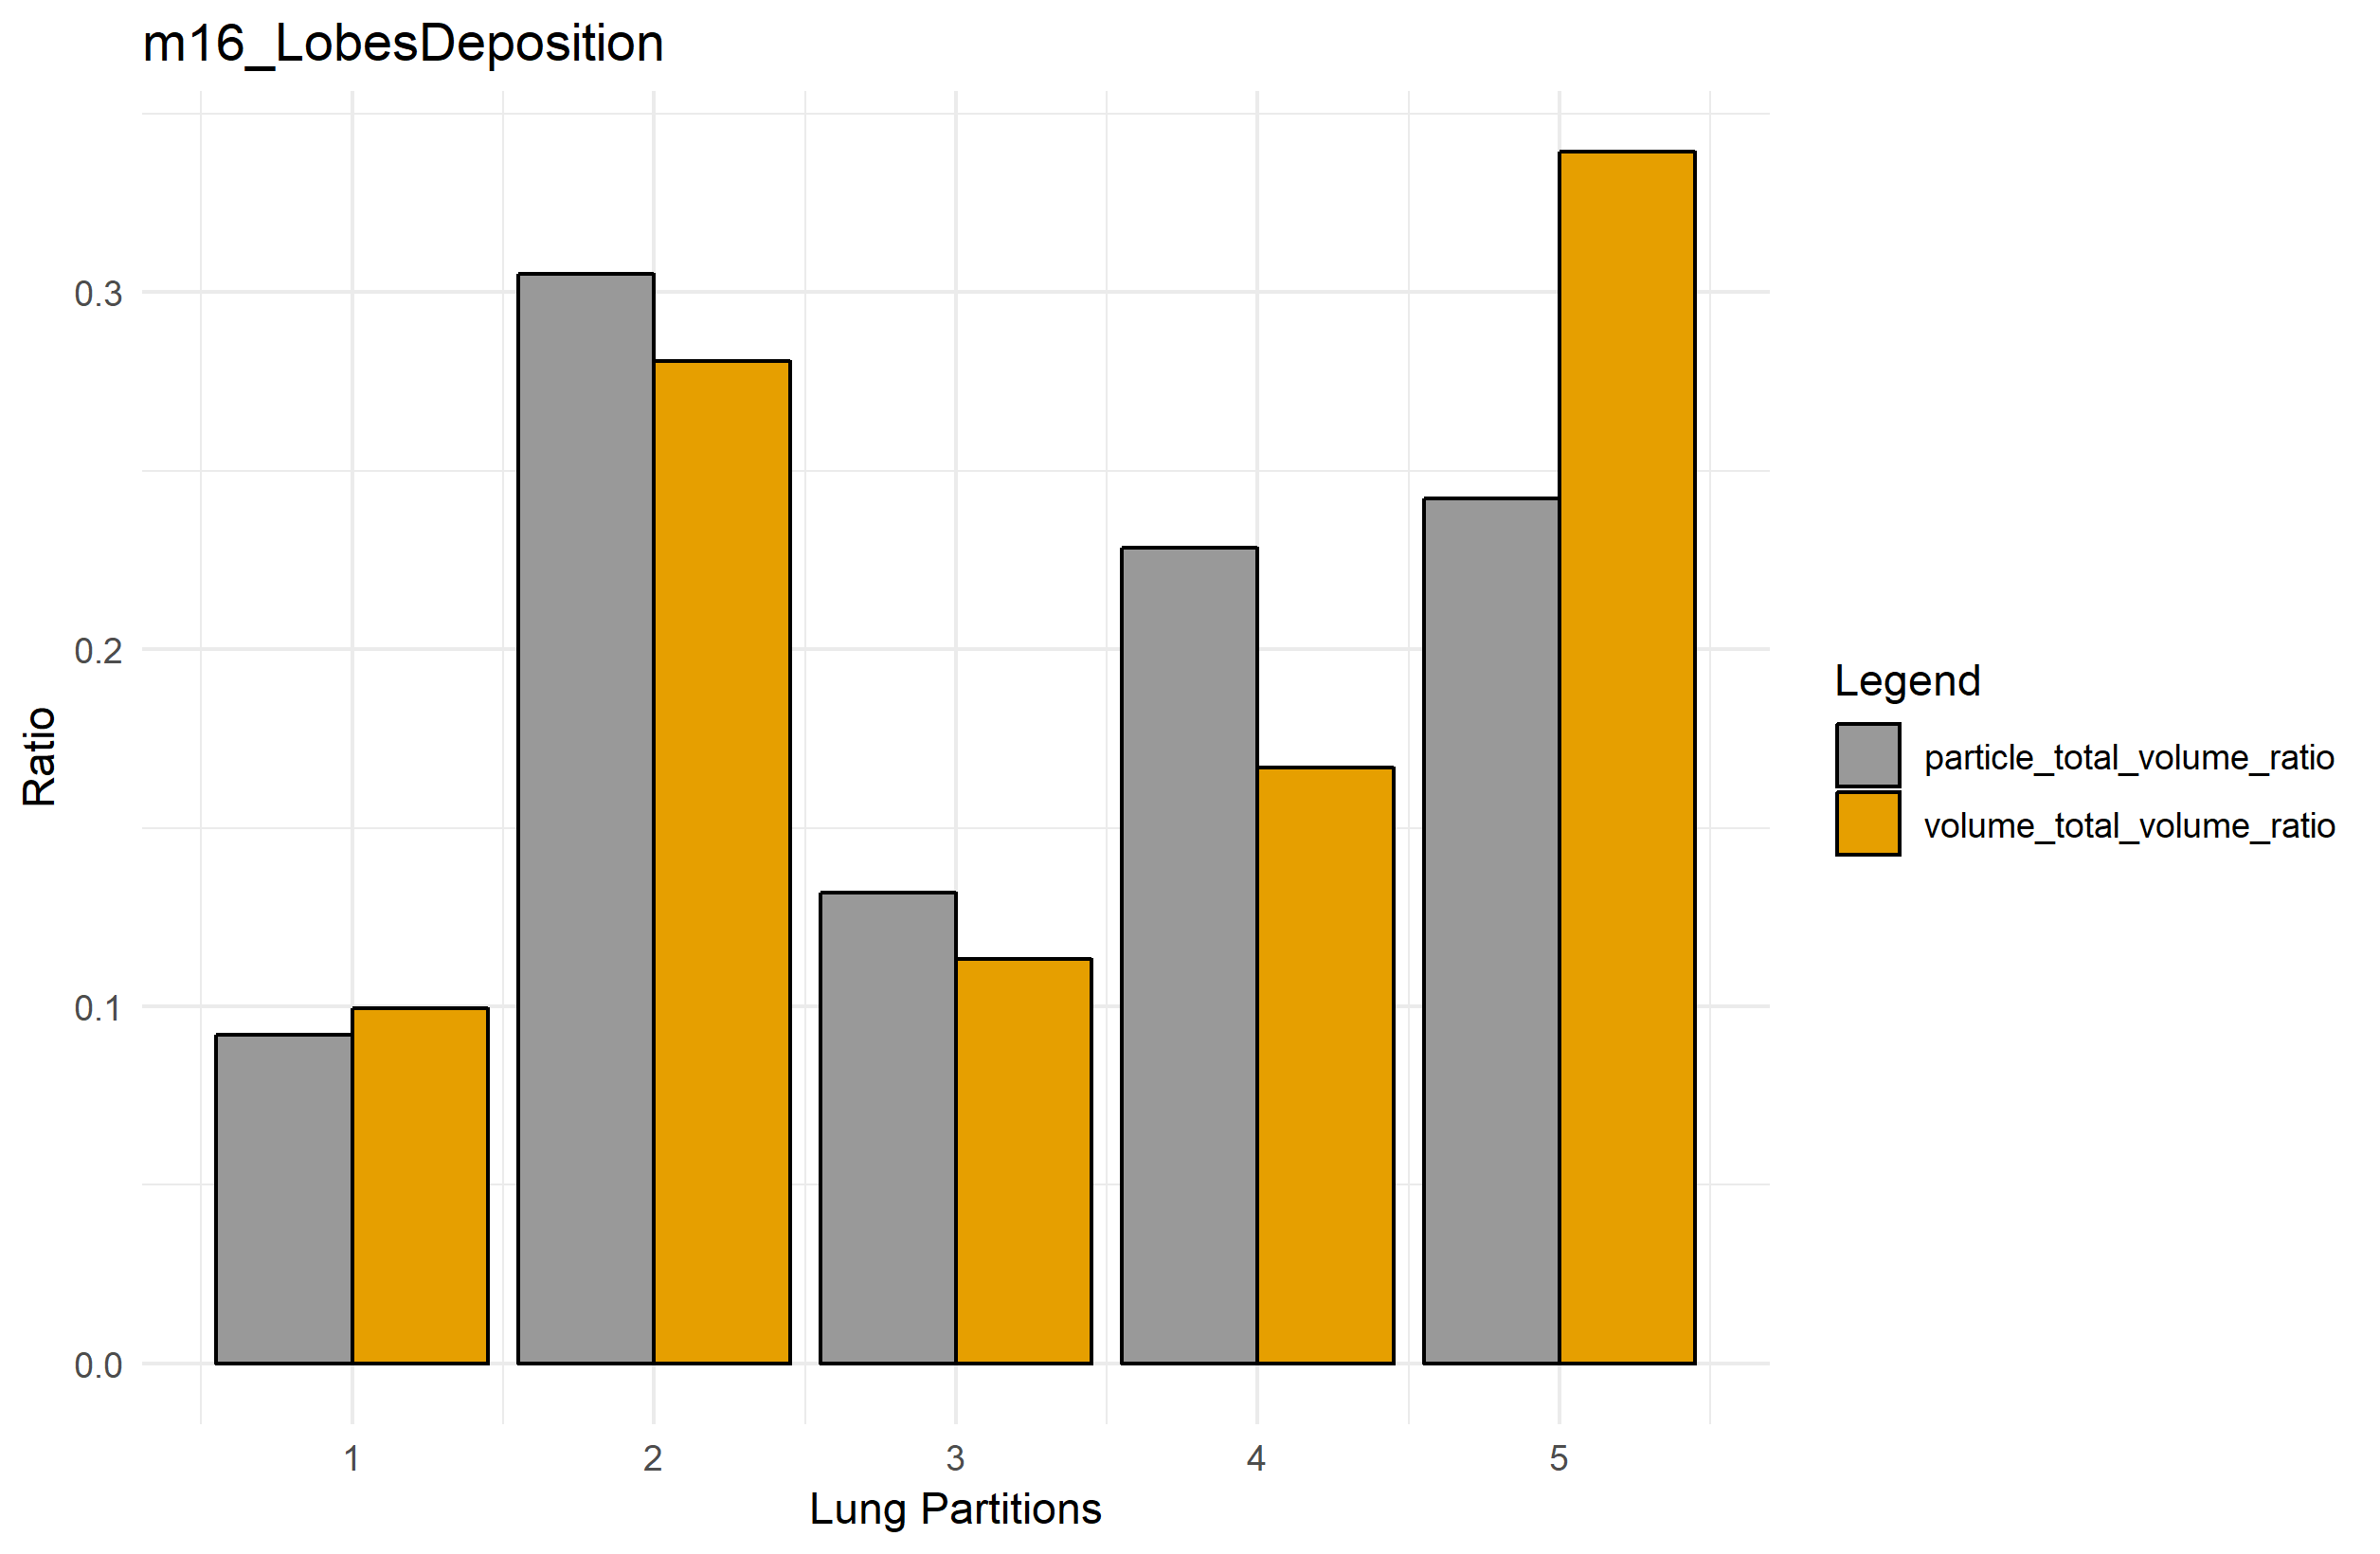 m16_LobesDeposition
Ratio
0.3
0.2
0.1
0.0
1 2 3 4 5
Lung Partitions
Legend
particle_total_volume_ratio
volume_total_volume_ratio